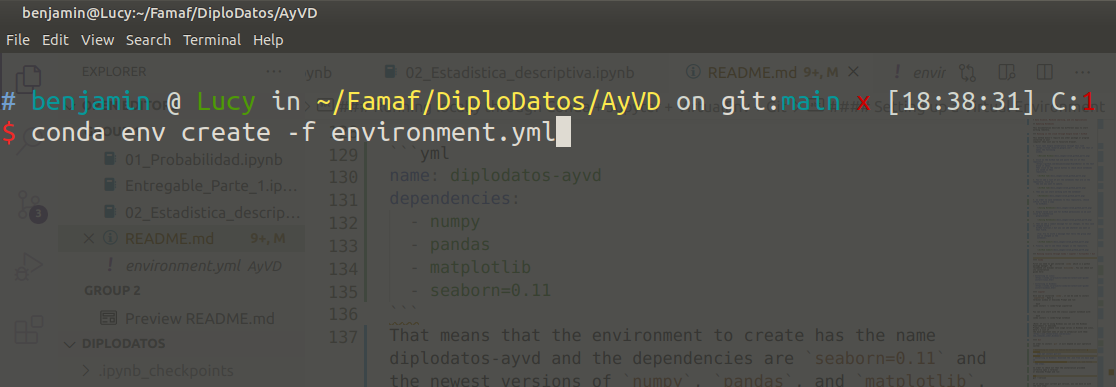 benjamin@Lucy:~/Famaf/DiploDatos/AyVD
File Edit View Search Terminal Help
EXPLORER
ynb 02_Estadistica_descriptiva.ipynb README.md 9+, M envir
# benjamin @ Lucy in ~/Famaf/DiploDatos/AyVD on git:main x [18:38:31] C:1
$ conda env create -f environment.yml
01_Probabilidad.ipynb
Entregable_Parte_1.ip...
02_Estadistica_descrip...
README.md 9+, M
environment.yml AyVD
GROUP 2
Preview README.md
DIPLODATOS
.ipynb_checkpoints
3
129 ```yml
130 name: diplodatos-ayvd
131 dependencies:
132 - numpy
133 - pandas
134 - matplotlib
135 - seaborn=0.11
136 ```
137 That means that the environment to create has the name
diplodatos-ayvd and the dependencies are `seaborn=0.11` and
the newest versions of `numpy`, `pandas`, and `matplotlib`